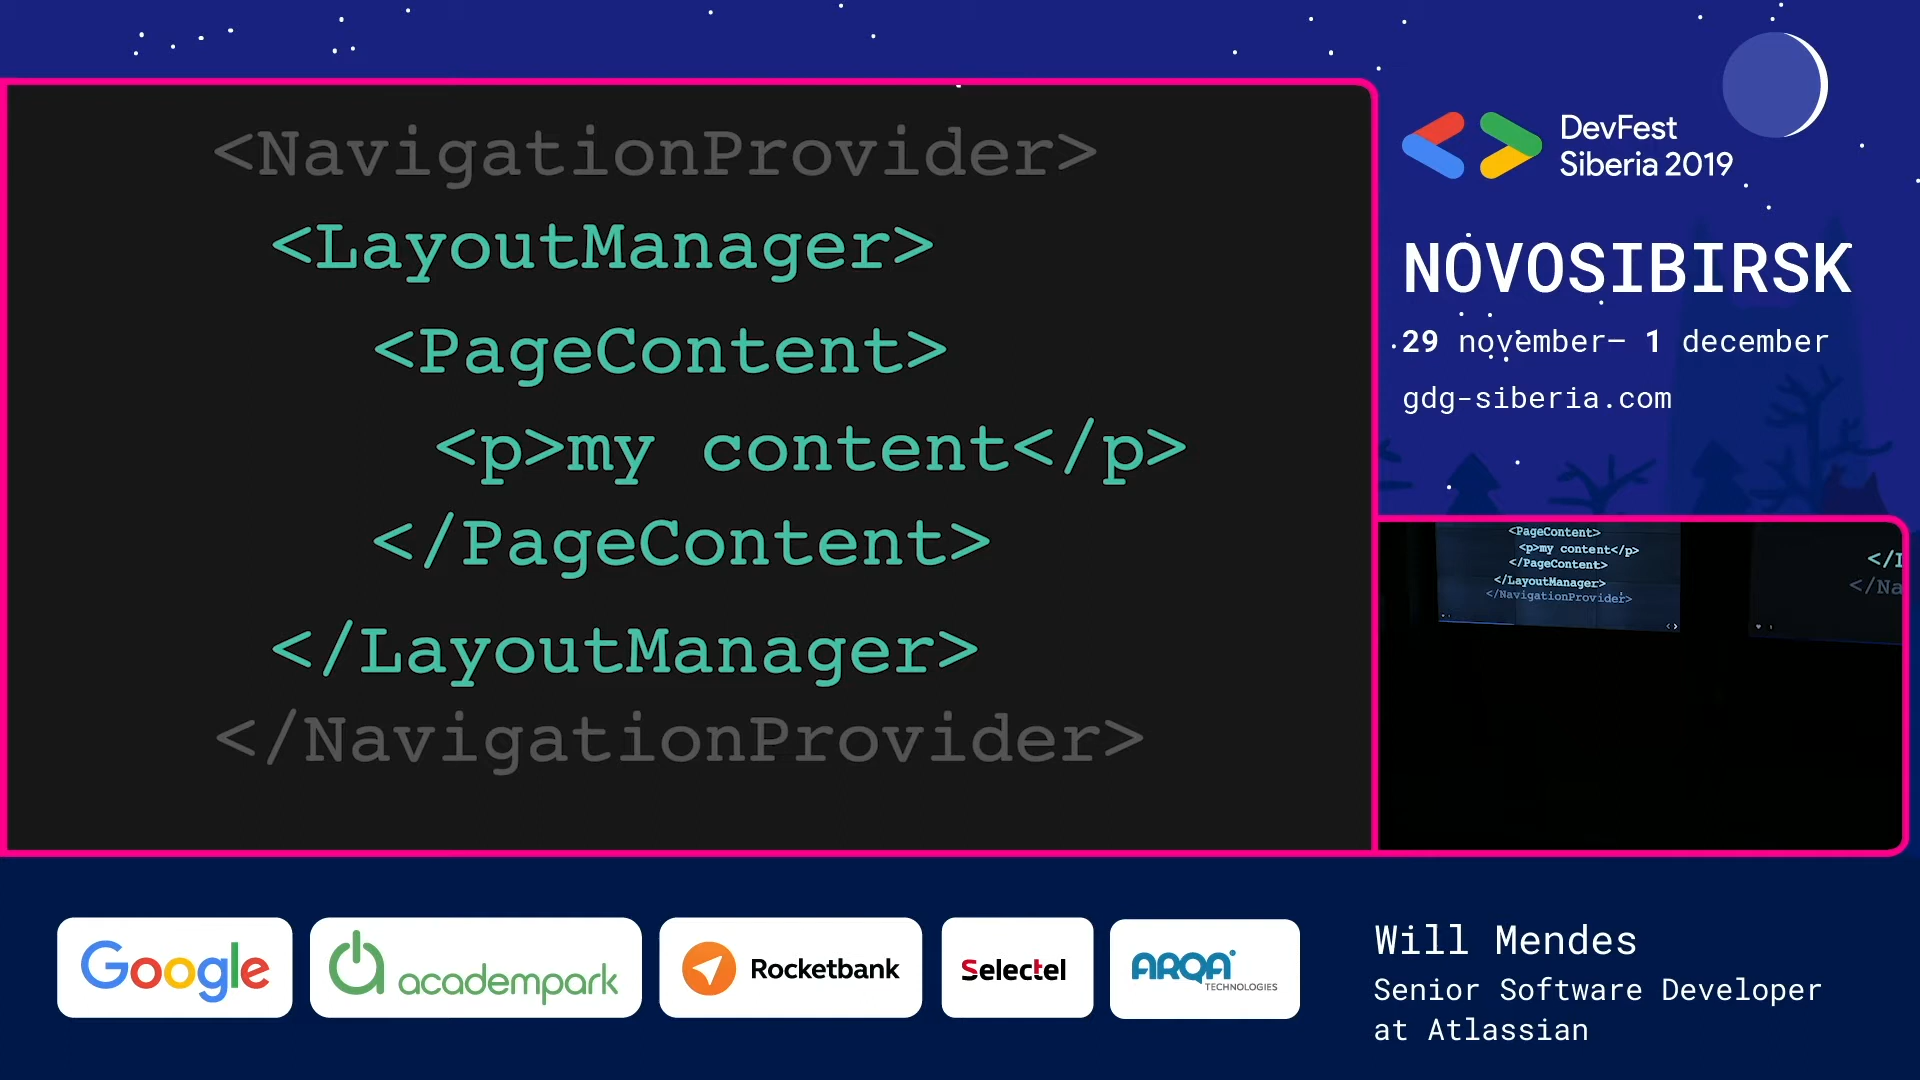 <NavigationProvider>
<LayoutManager>
<PageContent>
<p>my content</p>
</PageContent>
</LayoutManager>
</NavigationProvider>
DevFest
Siberia 2019
NOVOSIBIRSK
29 november– 1 december
gdg-siberia.com
<PageContent>
<p>my content</p>
</PageContent>
</LayoutManager>
</NavigationProvider>
</L
</Na
Google
academpark
Rocketbank
Selectel
ARQA
TECHNOLOGIES
Will Mendes
Senior Software Developer
at Atlassian